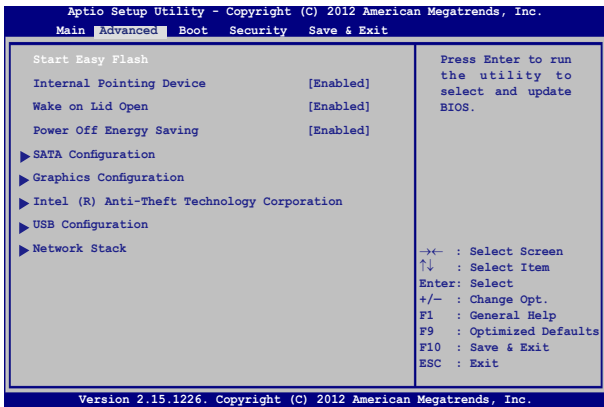 Aptio Setup Utility - Copyright (C) 2012 American Megatrends, Inc.
Main Advanced Boot Security Save & Exit
Start Easy Flash
Internal Pointing Device [Enabled]
Wake on Lid Open [Enabled]
Power Off Energy Saving [Enabled]
SATA Configuration
Graphics Configuration
Intel (R) Anti-Theft Technology Corporation
USB Configuration
Network Stack
Press Enter to run
the utility to
select and update
BIOS.
→← : Select Screen
↑↓ : Select Item
Enter: Select
+/— : Change Opt.
F1 : General Help
F9 : Optimized Defaults
F10 : Save & Exit
ESC : Exit
Version 2.15.1226. Copyright (C) 2012 American Megatrends, Inc.